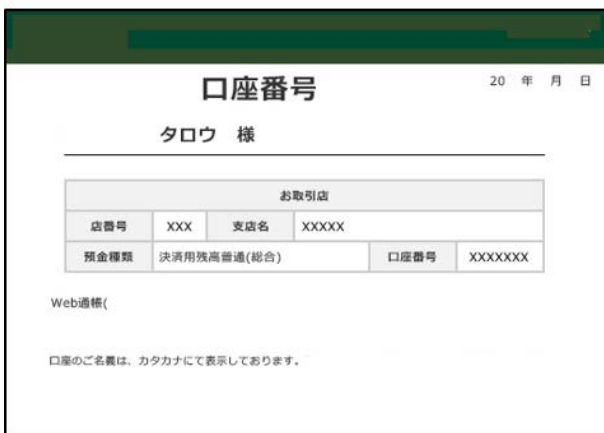 口座番号
20 年 月 日
タロウ 様
お取引店
店番号 XXX 支店名 XXXXX
預金種類 決済用残高普通(総合) 口座番号 XXXXXXX
Web通帳(
口座のご名義は、カタカナにて表示しております。